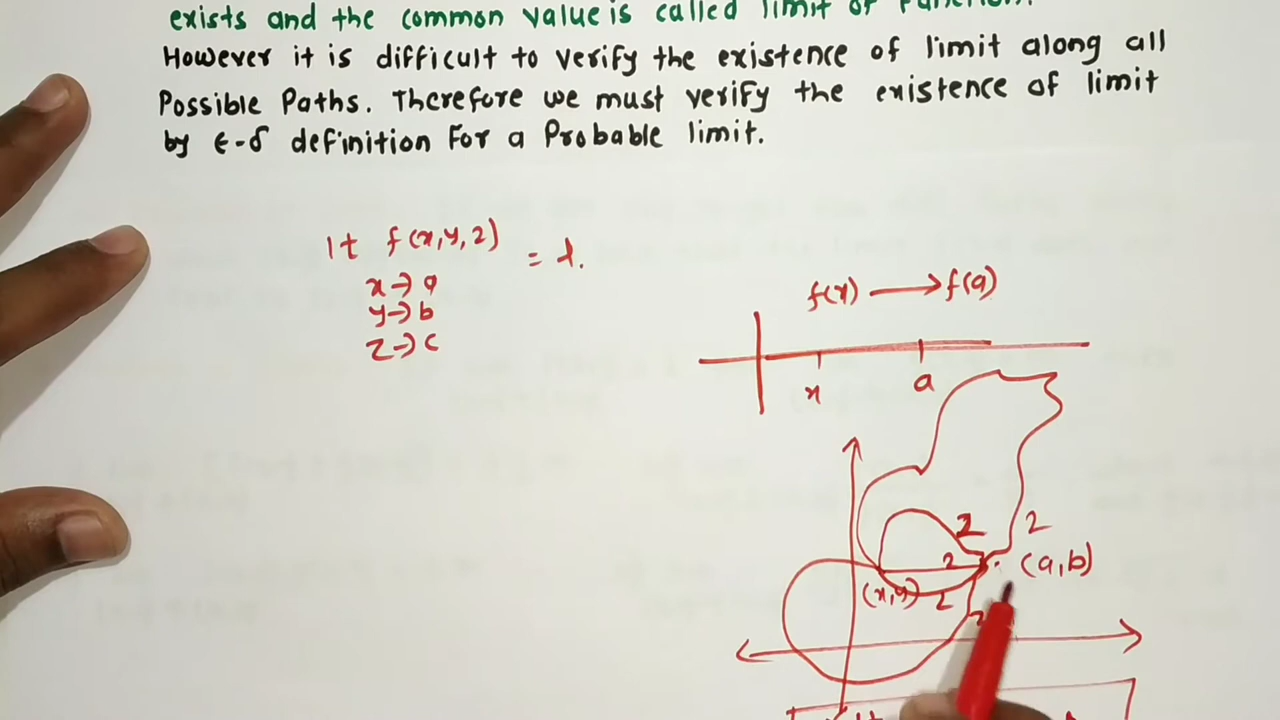 exists and the common value is called limit of function.
However it is difficult to verify the existence of limit along all
Possible Paths. Therefore we must verify the existence of limit
by ϵ-δ definition for a Probable limit.
lt f(x,y,z) = l.
x→a
y→b
z→c
f(x) → f(a)
x a
2 2
2 (a,b)
(x,y) 2